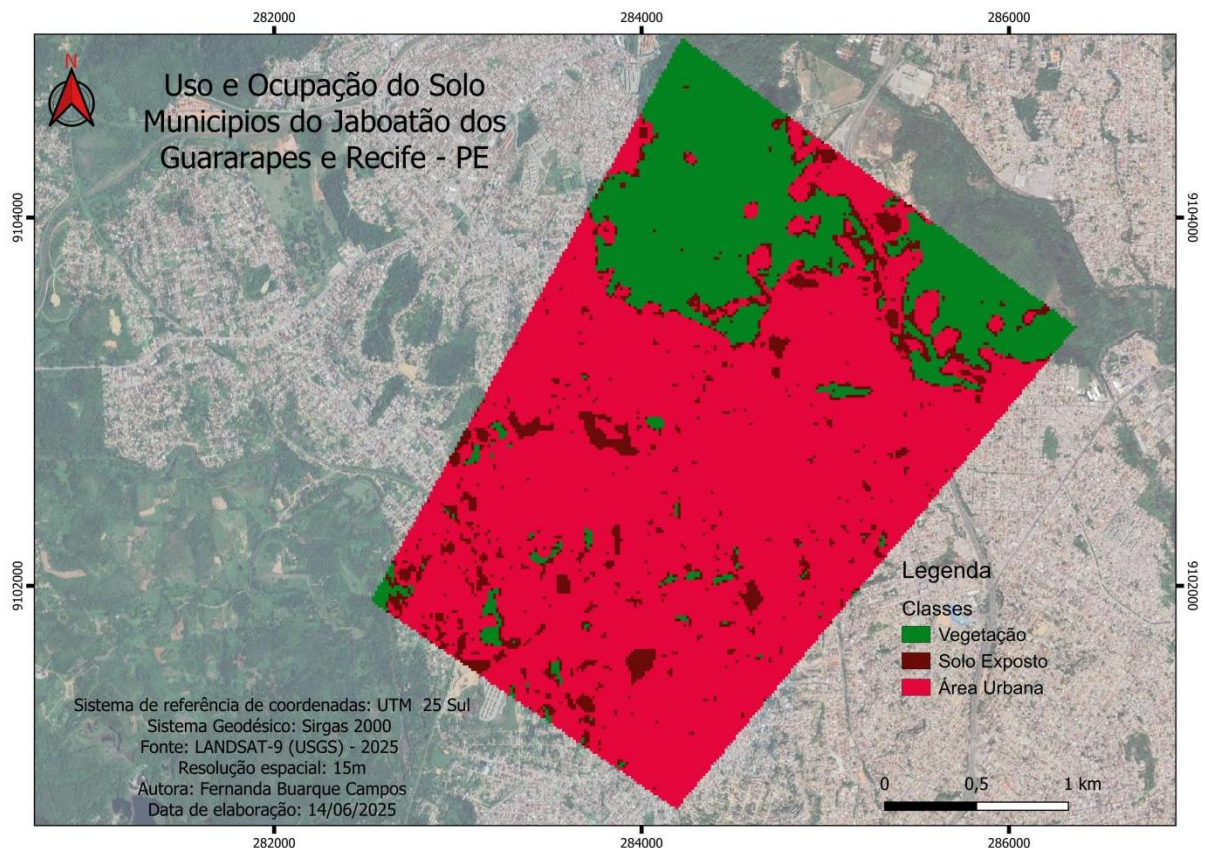 282000 284000 286000
N
Uso e Ocupação do Solo
Municipios do Jaboatão dos
Guararapes e Recife - PE
9104000 9104000
9102000 9102000
Legenda
Classes
Vegetação
Solo Exposto
Área Urbana
Sistema de referência de coordenadas: UTM 25 Sul
Sistema Geodésico: Sirgas 2000
Fonte: LANDSAT-9 (USGS) - 2025
Resolução espacial: 15m
Autora: Fernanda Buarque Campos
Data de elaboração: 14/06/2025
0 0,5 1 km
282000 284000 286000